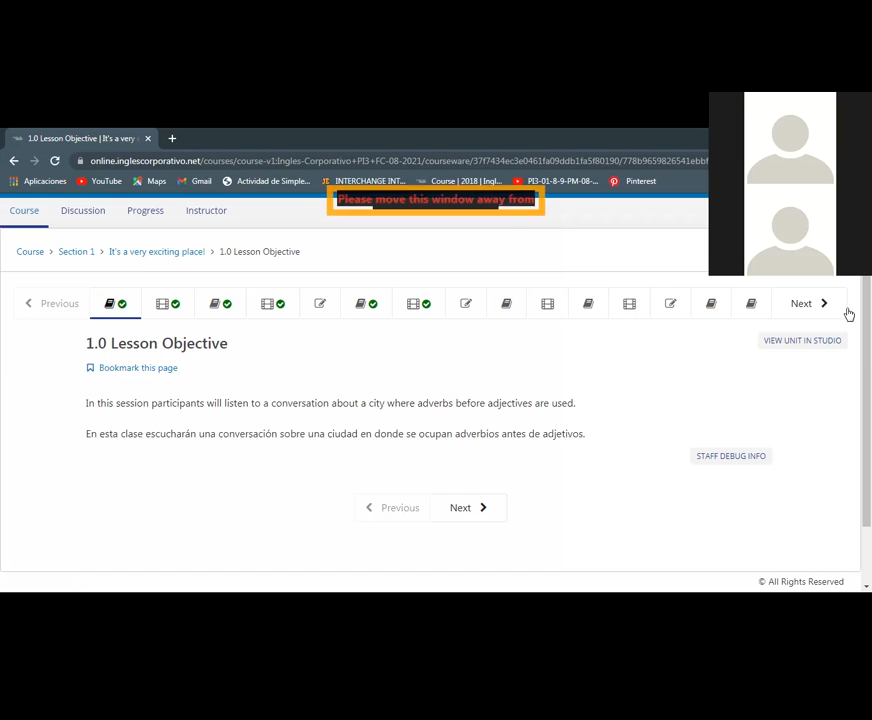 1.0 Lesson Objective | It's a very
online.inglescorporativo.net/courses/course-v1:Ingles-Corporativo+PI3+FC-08-2021/courseware/37f7434ec3e0461fa09ddb1fa5f80190/778b9659826541ebbf
Aplicaciones YouTube Maps Gmail Actividad de Simple... INTERCHANGE INT... Course | 2018 | Ingl... PI3-01-8-9-PM-08-... Pinterest
Please move this window away from
Course Discussion Progress Instructor
Course > Section 1 > It's a very exciting place! > 1.0 Lesson Objective
Previous Next
1.0 Lesson Objective
VIEW UNIT IN STUDIO
Bookmark this page
In this session participants will listen to a conversation about a city where adverbs before adjectives are used.
En esta clase escucharán una conversación sobre una ciudad en donde se ocupan adverbios antes de adjetivos.
STAFF DEBUG INFO
Previous Next
© All Rights Reserved